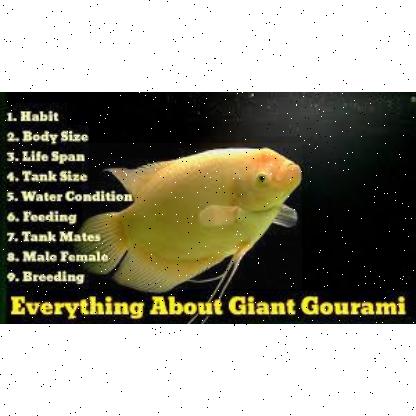 1. Habit
2. Body Size
3. Life Span
4. Tank Size
5. Water Condition
6. Feeding
7. Tank Mates
8. Male Female
9. Breeding
Everything About Giant Gourami